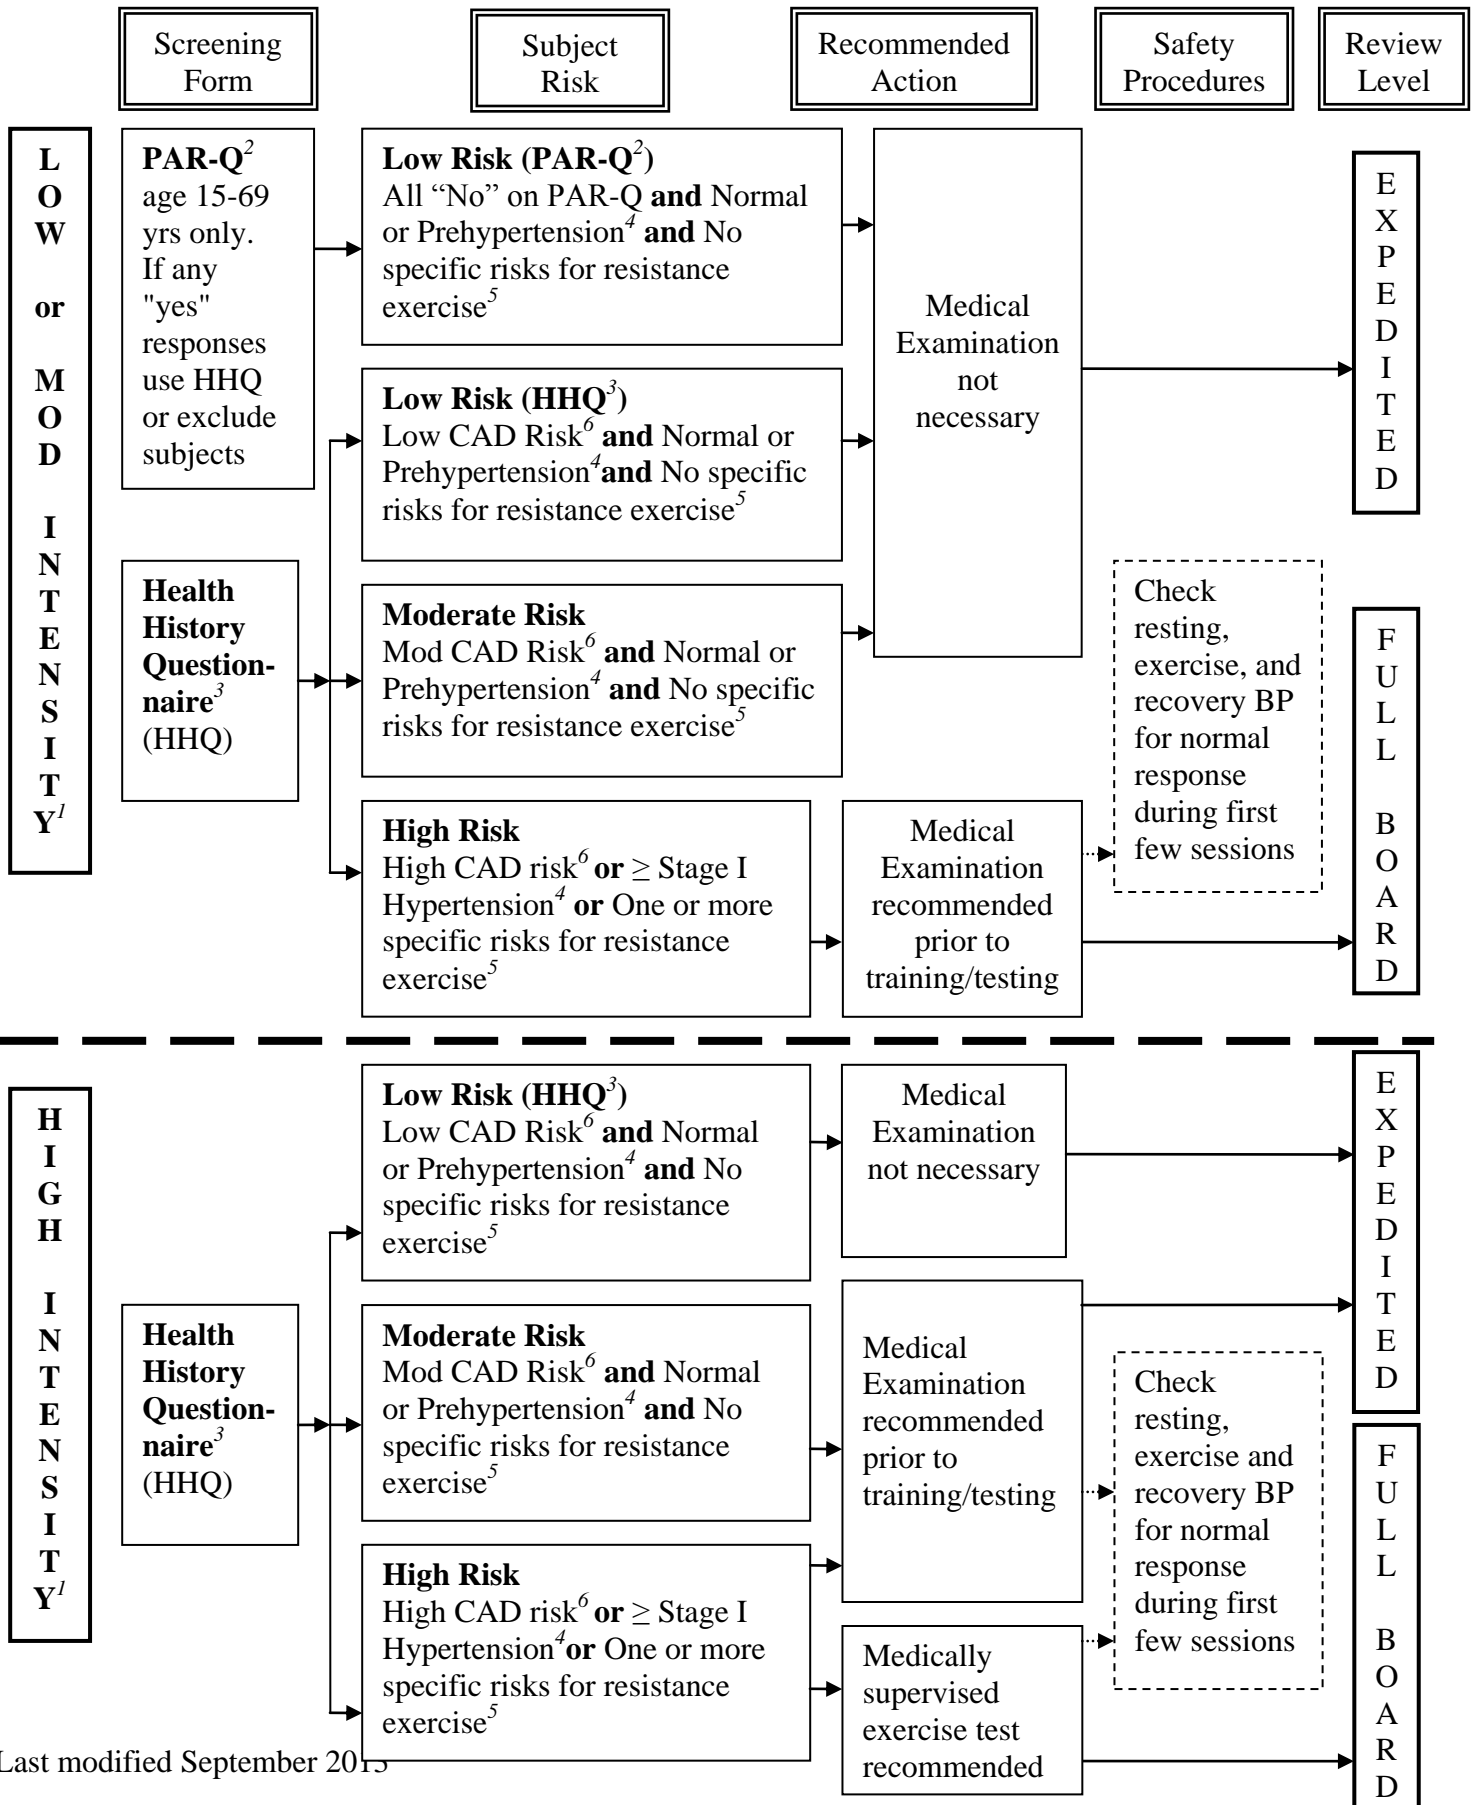 Screening
Form
Subject
Risk
Recommended
Action
Safety
Procedures
Review
Level
L
O
W
or
M
O
D
I
N
T
E
N
S
I
T
Y1
PAR-Q2
age 15-69
yrs only.
If any
"yes"
responses
use HHQ
or exclude
subjects
Health
History
Question-
naire3
(HHQ)
Low Risk (PAR-Q2)
All “No” on PAR-Q and Normal
or Prehypertension4 and No
specific risks for resistance
exercise5
Low Risk (HHQ3)
Low CAD Risk6 and Normal or
Prehypertension4and No specific
risks for resistance exercise5
Moderate Risk
Mod CAD Risk6 and Normal or
Prehypertension4 and No specific
risks for resistance exercise5
High Risk
High CAD risk6 or ≥ Stage I
Hypertension4 or One or more
specific risks for resistance
exercise5
Medical
Examination
not
necessary
Medical
Examination
recommended
prior to
training/testing
Check
resting,
exercise, and
recovery BP
for normal
response
during first
few sessions
E
X
P
E
D
I
T
E
D
F
U
L
L
B
O
A
R
D
H
I
G
H
I
N
T
E
N
S
I
T
Y1
Health
History
Question-
naire3
(HHQ)
Low Risk (HHQ3)
Low CAD Risk6 and Normal
or Prehypertension4 and No
specific risks for resistance
exercise5
Moderate Risk
Mod CAD Risk6 and Normal
or Prehypertension4 and No
specific risks for resistance
exercise5
High Risk
High CAD risk6 or ≥ Stage I
Hypertension4or One or more
specific risks for resistance
exercise5
Medical
Examination
not necessary
Medical
Examination
recommended
prior to
training/testing
Medically
supervised
exercise test
recommended
Check
resting,
exercise and
recovery BP
for normal
response
during first
few sessions
E
X
P
E
D
I
T
E
D
F
U
L
L
B
O
A
R
D
Last modified September